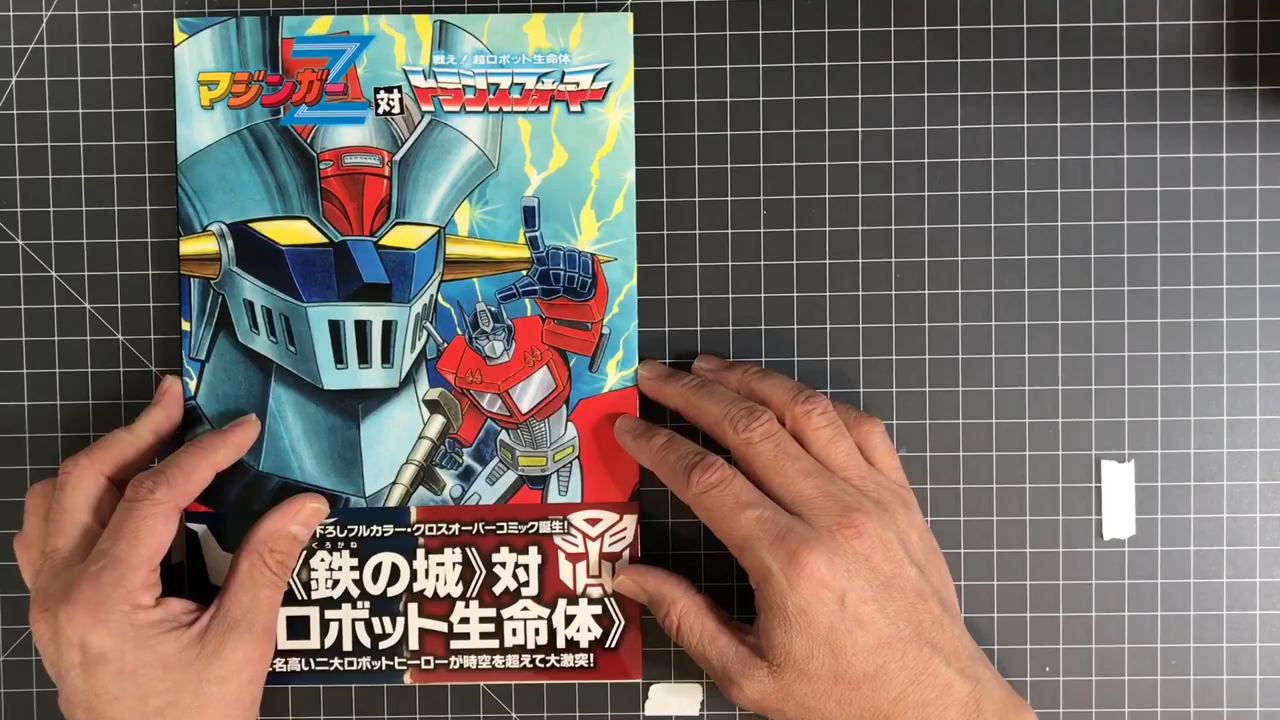 マジンガーZ
対
戦え！超ロボット生命体
トランスフォーマー
下ろしフルカラー・クロスオーバーコミック誕生！
くろがね
《鉄の城》対
ロボット生命体》
名高い二大ロボットヒーローが時空を超えて大激突！